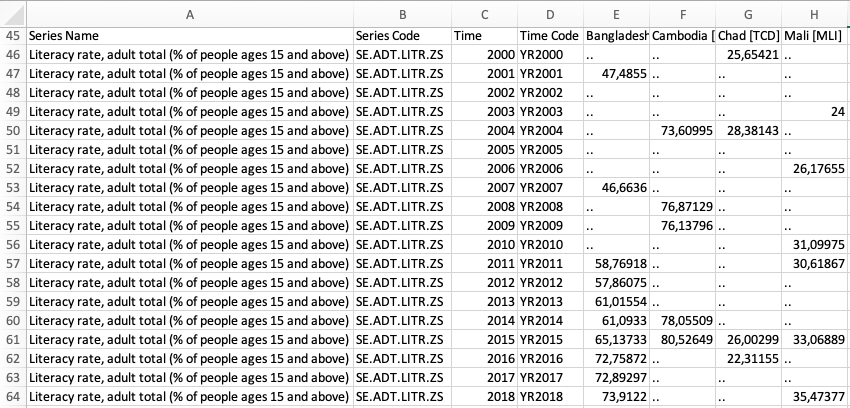 A B C D E F G H
45 Series Name Series Code Time Time Code Bangladesh Cambodia [ Chad [TCD] Mali [MLI]
46 Literacy rate, adult total (% of people ages 15 and above) SE.ADT.LITR.ZS 2000 YR2000 .. .. 25,65421 ..
47 Literacy rate, adult total (% of people ages 15 and above) SE.ADT.LITR.ZS 2001 YR2001 47,4855 .. .. ..
48 Literacy rate, adult total (% of people ages 15 and above) SE.ADT.LITR.ZS 2002 YR2002 .. .. .. ..
49 Literacy rate, adult total (% of people ages 15 and above) SE.ADT.LITR.ZS 2003 YR2003 .. .. .. 24
50 Literacy rate, adult total (% of people ages 15 and above) SE.ADT.LITR.ZS 2004 YR2004 .. 73,60995 28,38143 ..
51 Literacy rate, adult total (% of people ages 15 and above) SE.ADT.LITR.ZS 2005 YR2005 .. .. .. ..
52 Literacy rate, adult total (% of people ages 15 and above) SE.ADT.LITR.ZS 2006 YR2006 .. .. .. 26,17655
53 Literacy rate, adult total (% of people ages 15 and above) SE.ADT.LITR.ZS 2007 YR2007 46,6636 .. .. ..
54 Literacy rate, adult total (% of people ages 15 and above) SE.ADT.LITR.ZS 2008 YR2008 .. 76,87129 .. ..
55 Literacy rate, adult total (% of people ages 15 and above) SE.ADT.LITR.ZS 2009 YR2009 .. 76,13796 .. ..
56 Literacy rate, adult total (% of people ages 15 and above) SE.ADT.LITR.ZS 2010 YR2010 .. .. .. 31,09975
57 Literacy rate, adult total (% of people ages 15 and above) SE.ADT.LITR.ZS 2011 YR2011 58,76918 .. .. 30,61867
58 Literacy rate, adult total (% of people ages 15 and above) SE.ADT.LITR.ZS 2012 YR2012 57,86075 .. .. ..
59 Literacy rate, adult total (% of people ages 15 and above) SE.ADT.LITR.ZS 2013 YR2013 61,01554 .. .. ..
60 Literacy rate, adult total (% of people ages 15 and above) SE.ADT.LITR.ZS 2014 YR2014 61,0933 78,05509 .. ..
61 Literacy rate, adult total (% of people ages 15 and above) SE.ADT.LITR.ZS 2015 YR2015 65,13733 80,52649 26,00299 33,06889
62 Literacy rate, adult total (% of people ages 15 and above) SE.ADT.LITR.ZS 2016 YR2016 72,75872 .. 22,31155 ..
63 Literacy rate, adult total (% of people ages 15 and above) SE.ADT.LITR.ZS 2017 YR2017 72,89297 .. .. ..
64 Literacy rate, adult total (% of people ages 15 and above) SE.ADT.LITR.ZS 2018 YR2018 73,9122 .. .. 35,47377